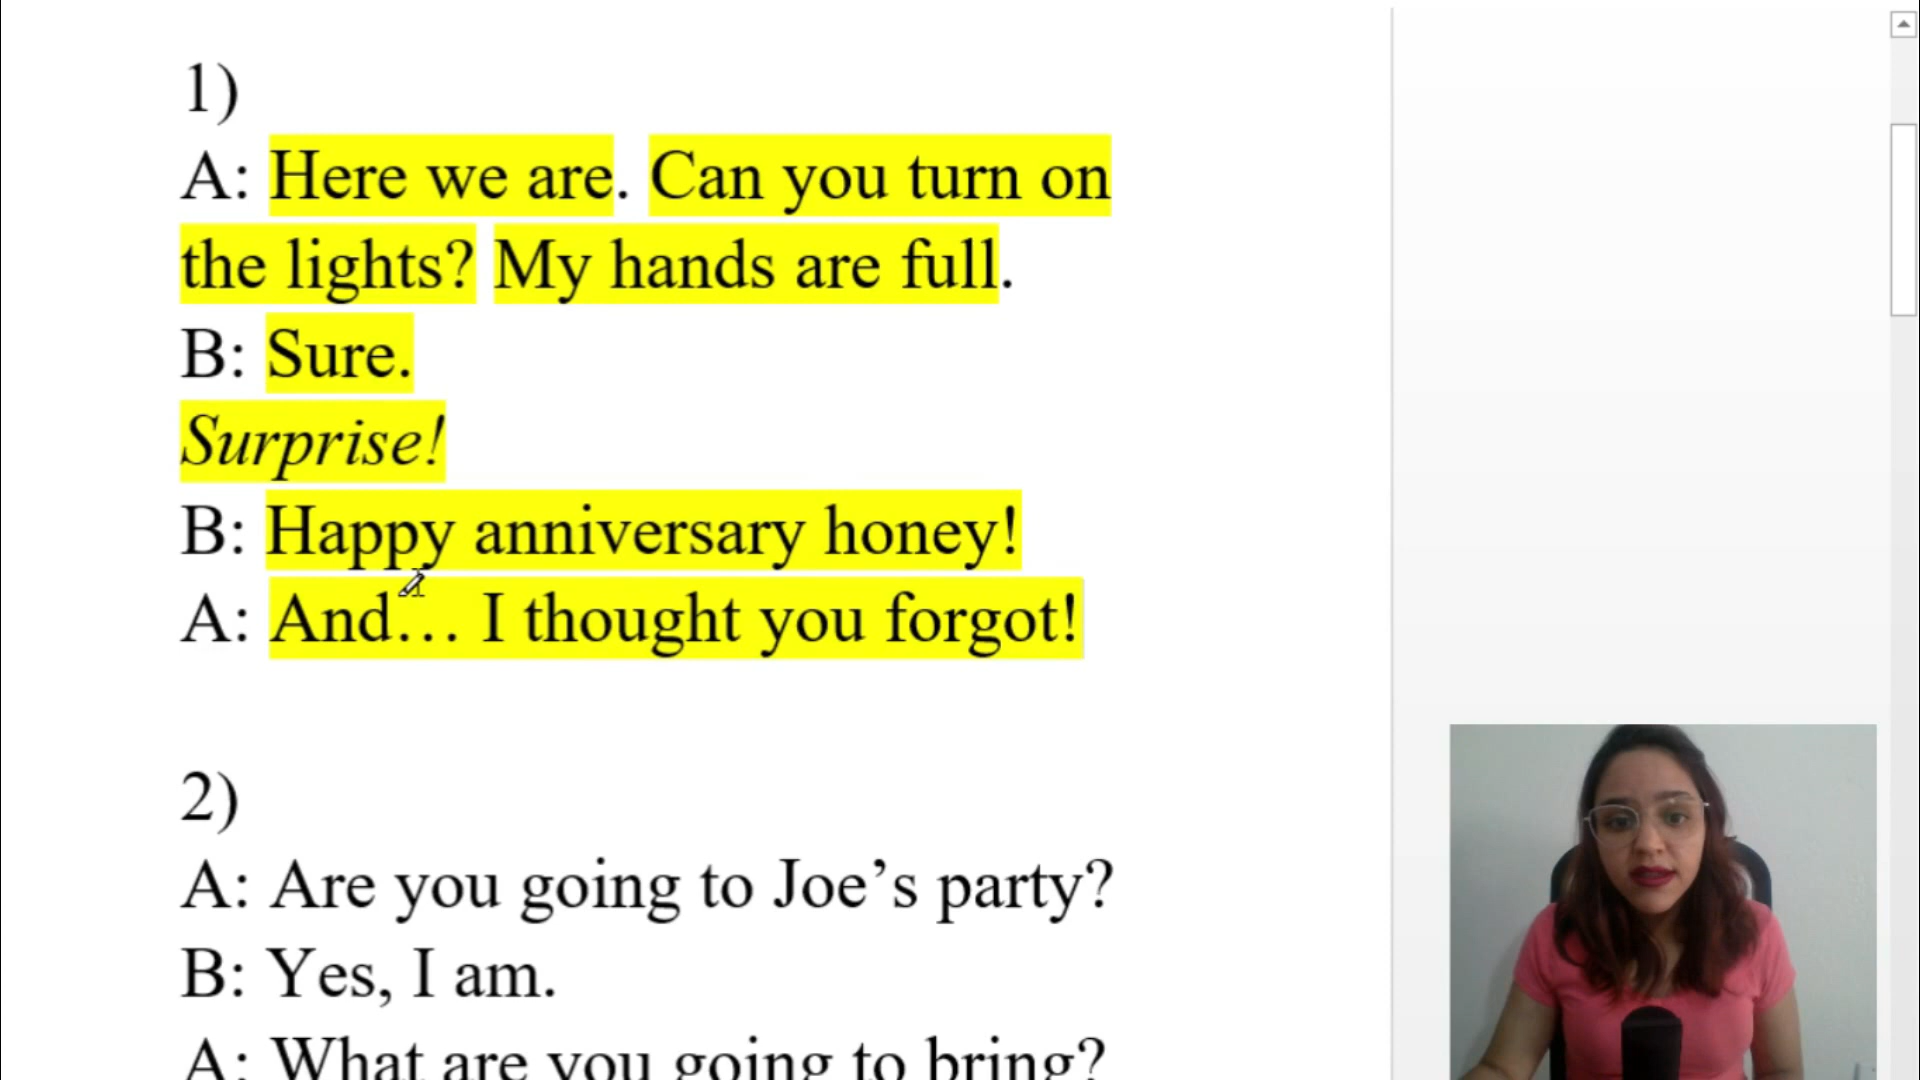 1)
A: Here we are. Can you turn on
the lights? My hands are full.
B: Sure.
Surprise!
B: Happy anniversary honey!
A: And… I thought you forgot!
2)
A: Are you going to Joe’s party?
B: Yes, I am.
A: What are you going to bring?